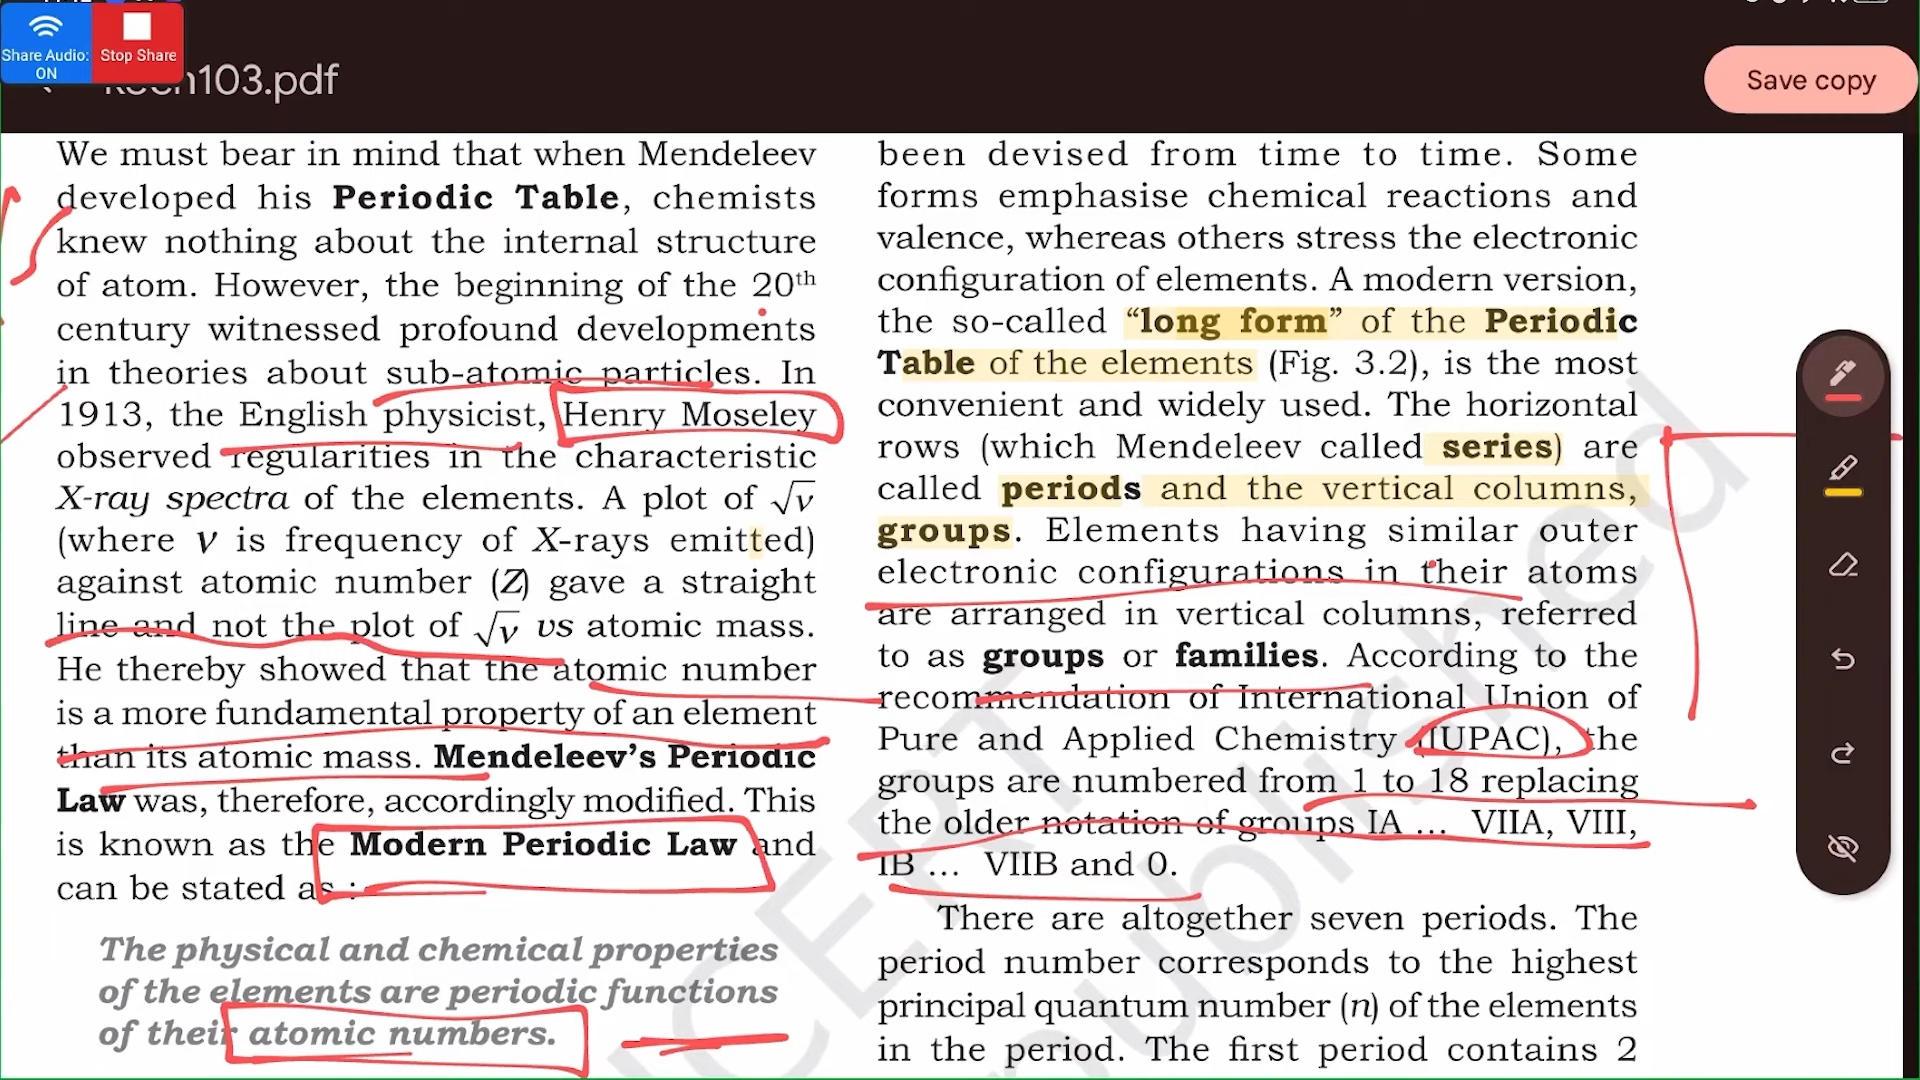 Share Audio: ON
Stop Share
103.pdf
Save copy
We must bear in mind that when Mendeleev
developed his Periodic Table, chemists
knew nothing about the internal structure
of atom. However, the beginning of the 20th
century witnessed profound developments
in theories about sub-atomic particles. In
1913, the English physicist, Henry Moseley
observed regularities in the characteristic
X-ray spectra of the elements. A plot of √ν
(where ν is frequency of X-rays emitted)
against atomic number (Z) gave a straight
line and not the plot of √ν vs atomic mass.
He thereby showed that the atomic number
is a more fundamental property of an element
than its atomic mass. Mendeleev’s Periodic
Law was, therefore, accordingly modified. This
is known as the Modern Periodic Law and
can be stated as :
The physical and chemical properties
of the elements are periodic functions
of their atomic numbers.
been devised from time to time. Some
forms emphasise chemical reactions and
valence, whereas others stress the electronic
configuration of elements. A modern version,
the so-called “long form” of the Periodic
Table of the elements (Fig. 3.2), is the most
convenient and widely used. The horizontal
rows (which Mendeleev called series) are
called periods and the vertical columns,
groups. Elements having similar outer
electronic configurations in their atoms
are arranged in vertical columns, referred
to as groups or families. According to the
recommendation of International Union of
Pure and Applied Chemistry (IUPAC), the
groups are numbered from 1 to 18 replacing
the older notation of groups IA ... VIIA, VIII,
IB ... VIIB and 0.
There are altogether seven periods. The
period number corresponds to the highest
principal quantum number (n) of the elements
in the period. The first period contains 2